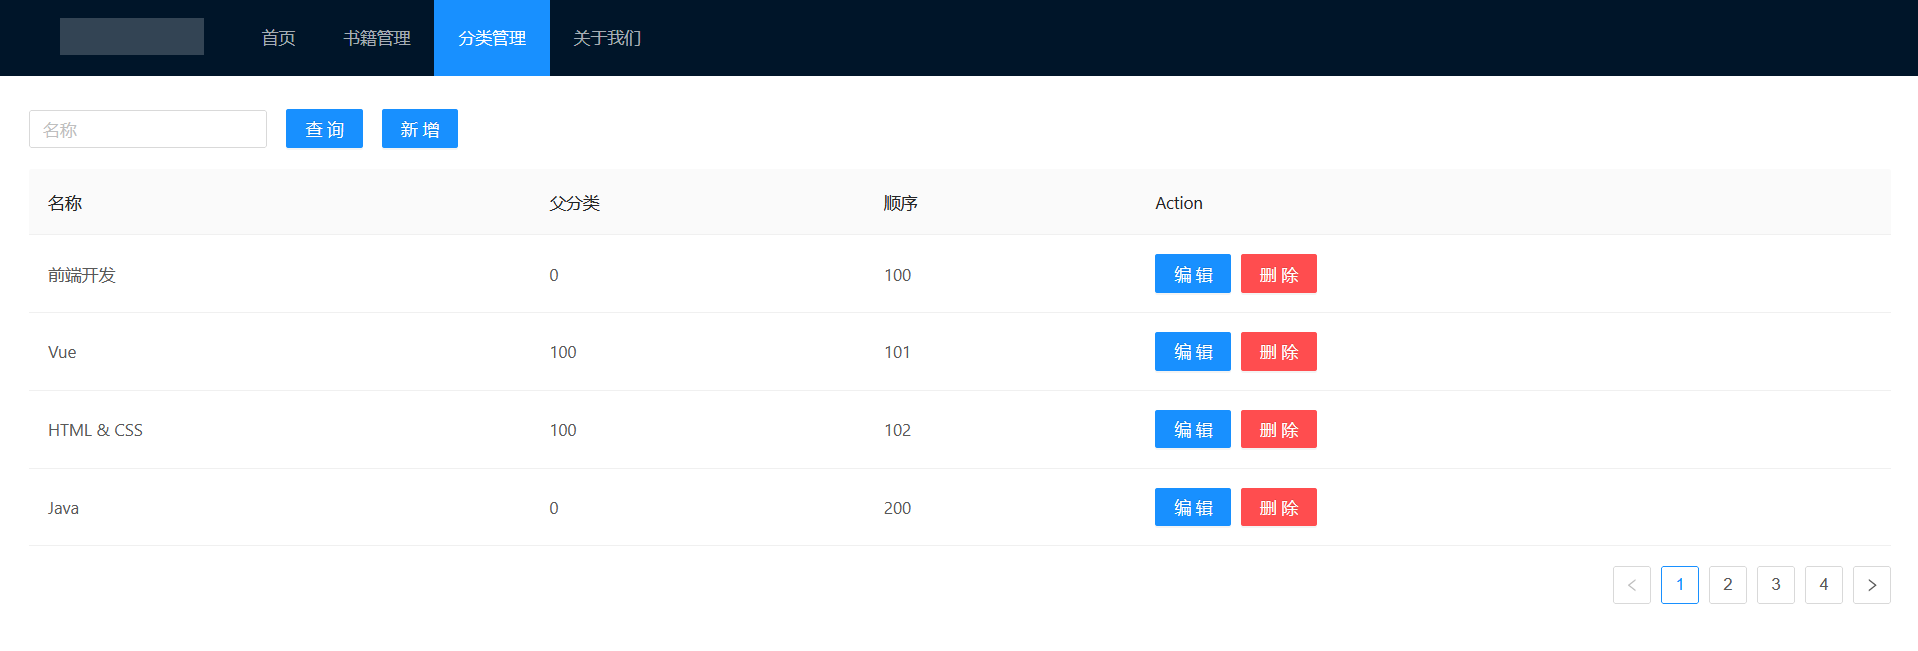 首页 书籍管理 分类管理 关于我们
名称 查询 新增
名称 父分类 顺序 Action
前端开发 0 100 编辑 删除
Vue 100 101 编辑 删除
HTML & CSS 100 102 编辑 删除
Java 0 200 编辑 删除
< 1 2 3 4 >